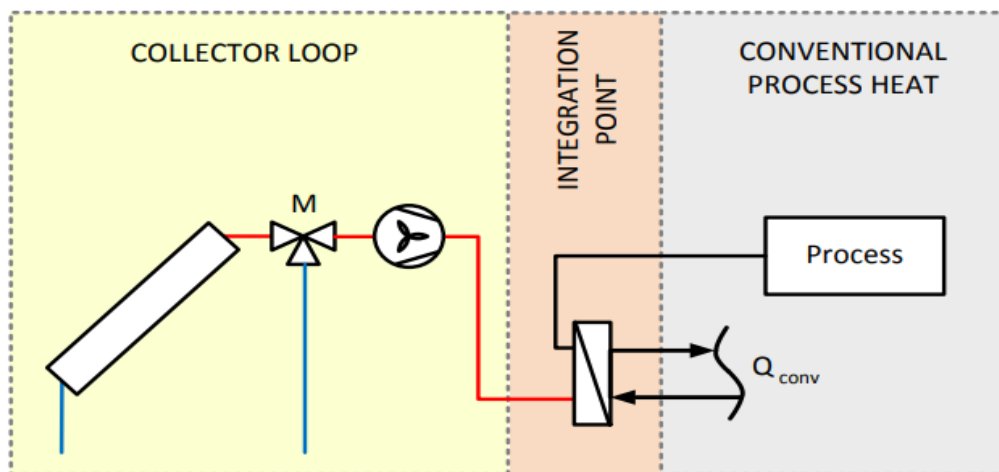 COLLECTOR LOOP
INTEGRATION
POINT
CONVENTIONAL
PROCESS HEAT
M
Process
Q conv